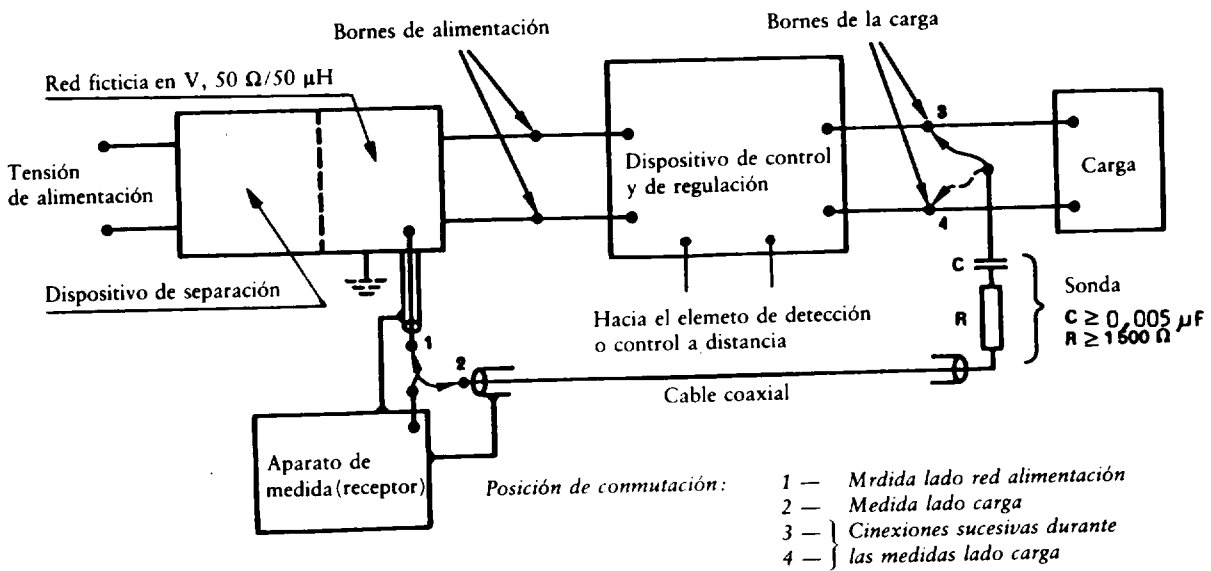 Bornes de alimentación
Bornes de la carga
Red ficticia en V, 50 Ω/50 μH
Tensión
de alimentación
Dispositivo de control
y de regulación
3
Carga
4
Dispositivo de separación
Hacia el elemeto de detección
o control a distancia
C
R
Sonda
C ≥ 0,005 μF
R ≥ 1500 Ω
1
2
Cable coaxial
Aparato de
medida (receptor)
Posición de conmutación:
1 — Mrdida lado red alimentación
2 — Medida lado carga
3 — } Cinexiones sucesivas durante
4 — } las medidas lado carga